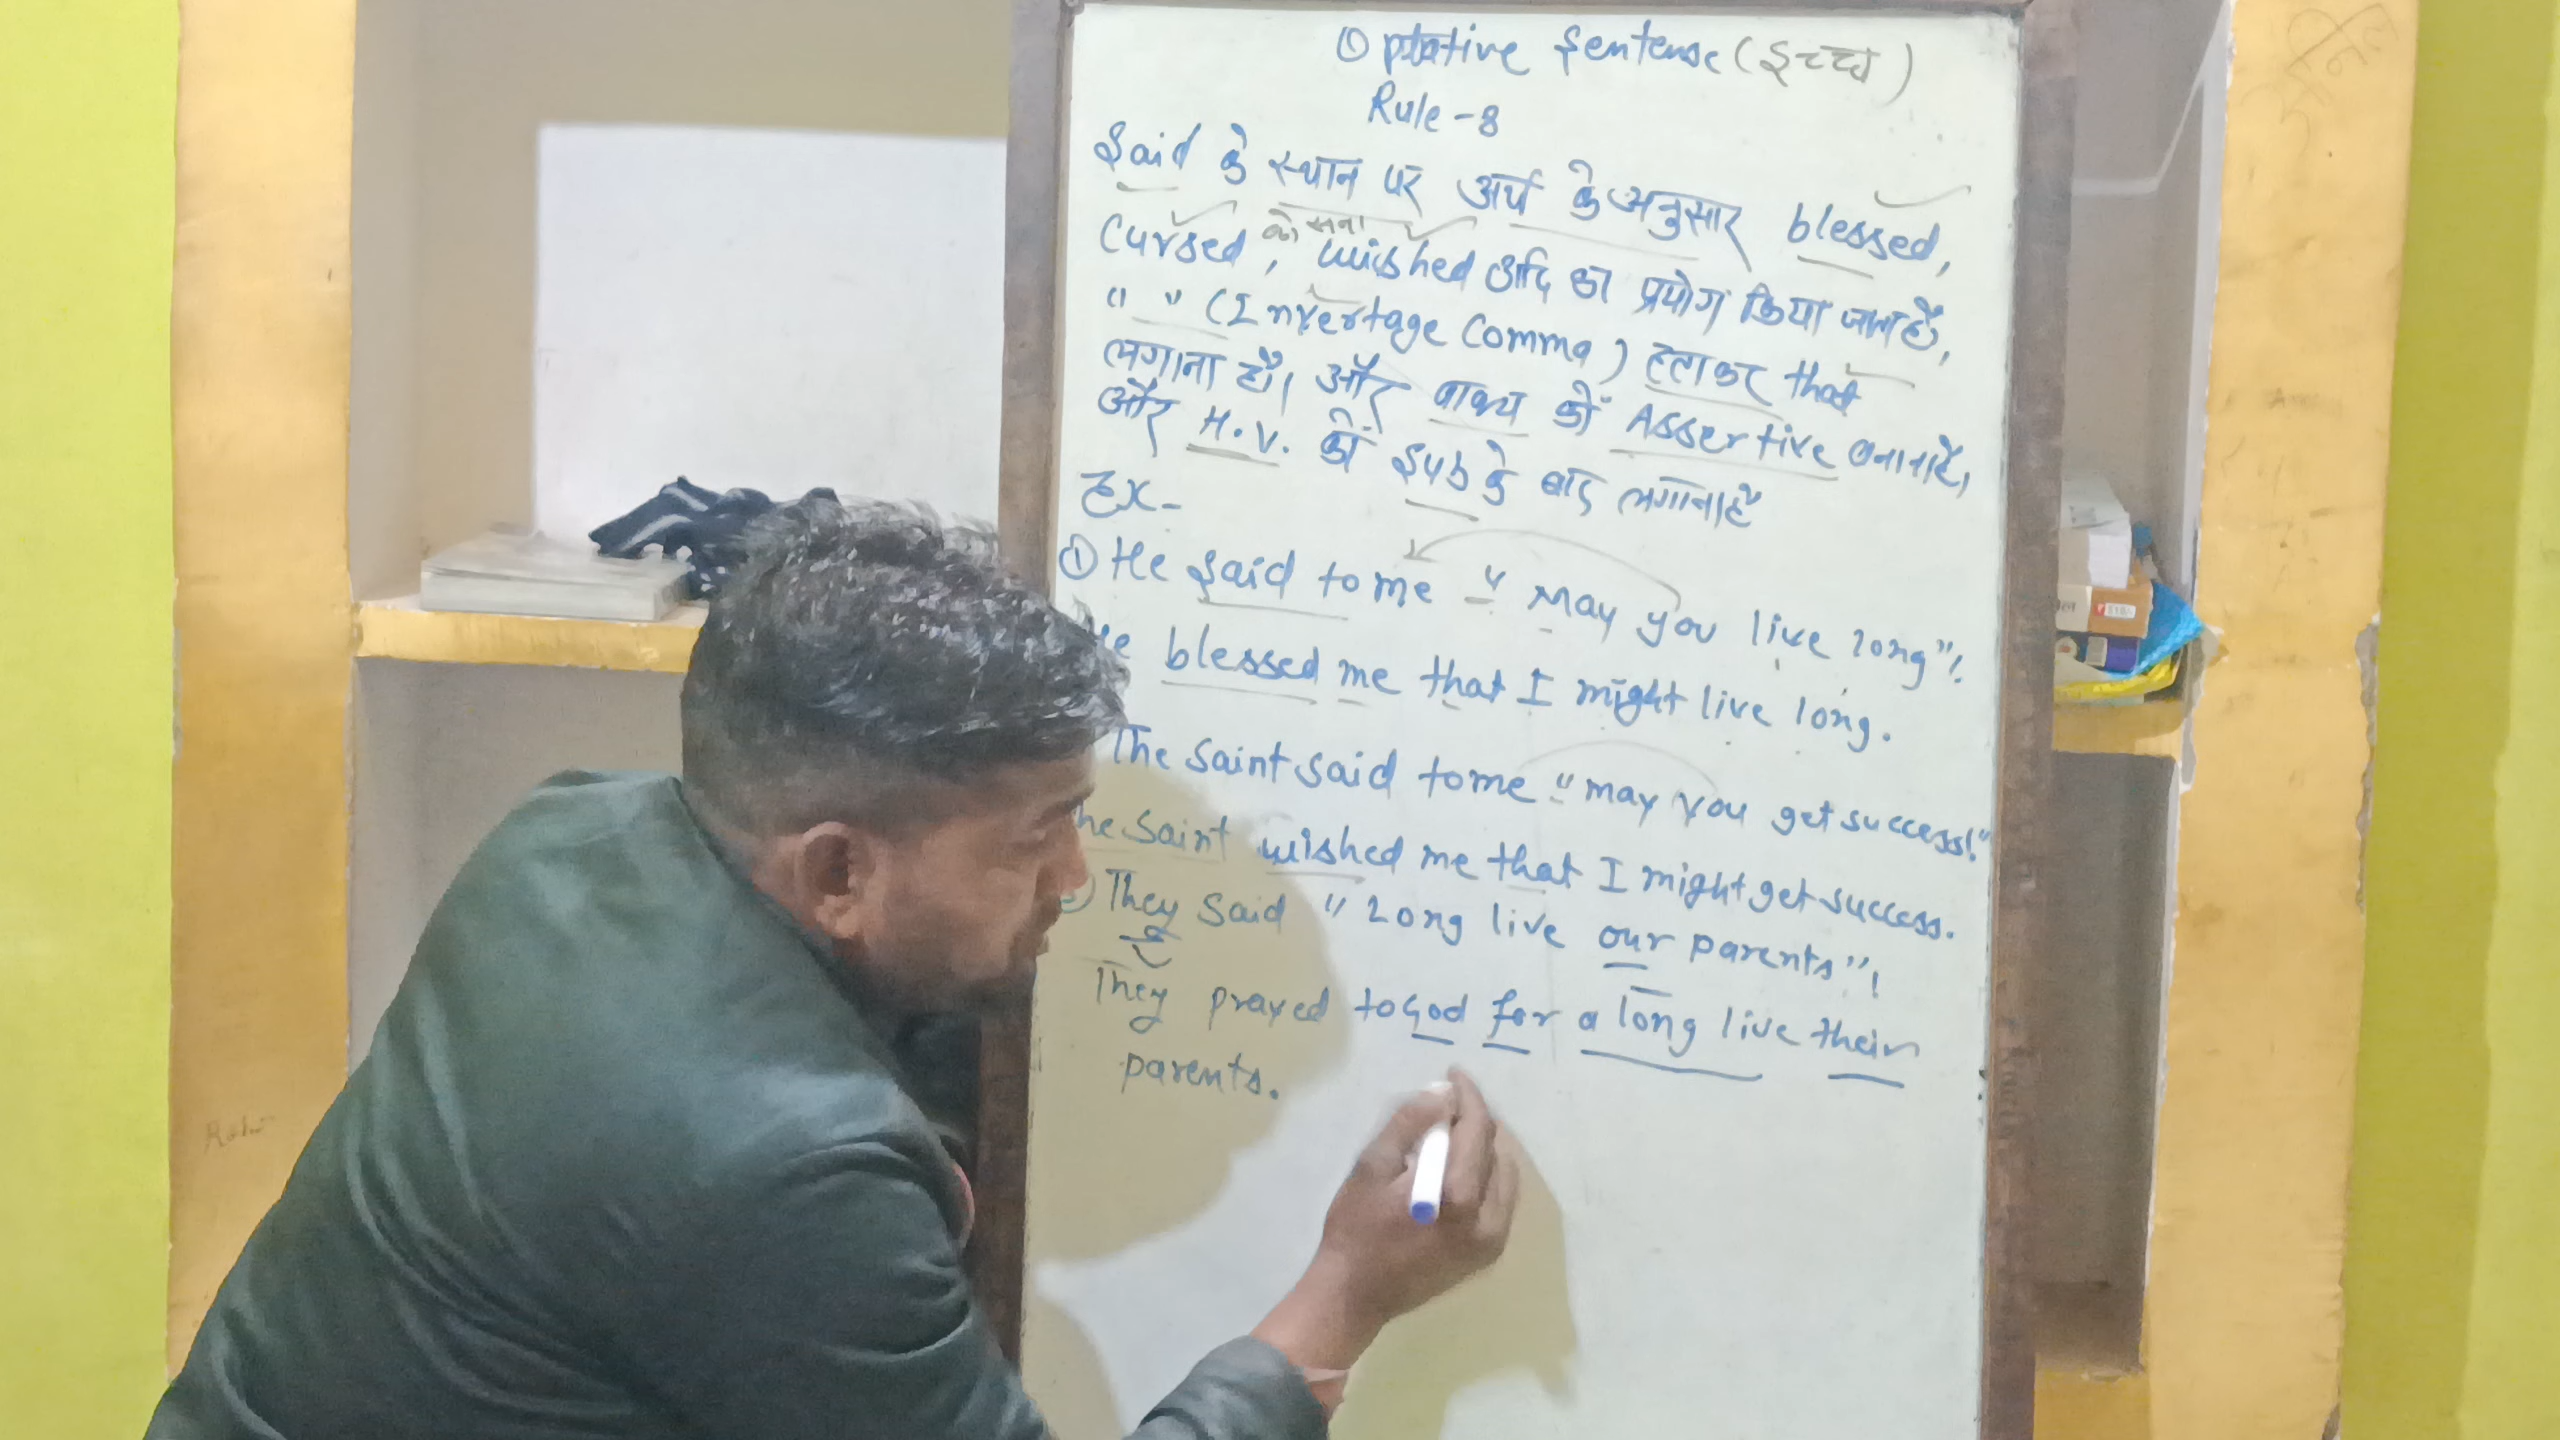 Optative Sentense (इच्छा)
Rule-8
Said के स्थान पर अर्थ के अनुसार blessed,
Cursed, कोसना wished आदि का प्रयोग किया जाता है,
" " (Invertage Comma) हटाकर that
लगाना है। और वाक्य को Assertive बनाना है,
और H.V. को Sub के बाद लगाना है
Ex-
① He said to me "May you live long"!
He blessed me that I might live long.
The Saint said to me "may you get success!"
The Saint wished me that I might get success.
They said "Long live our parents"!
They prayed to God for a long live their
parents.